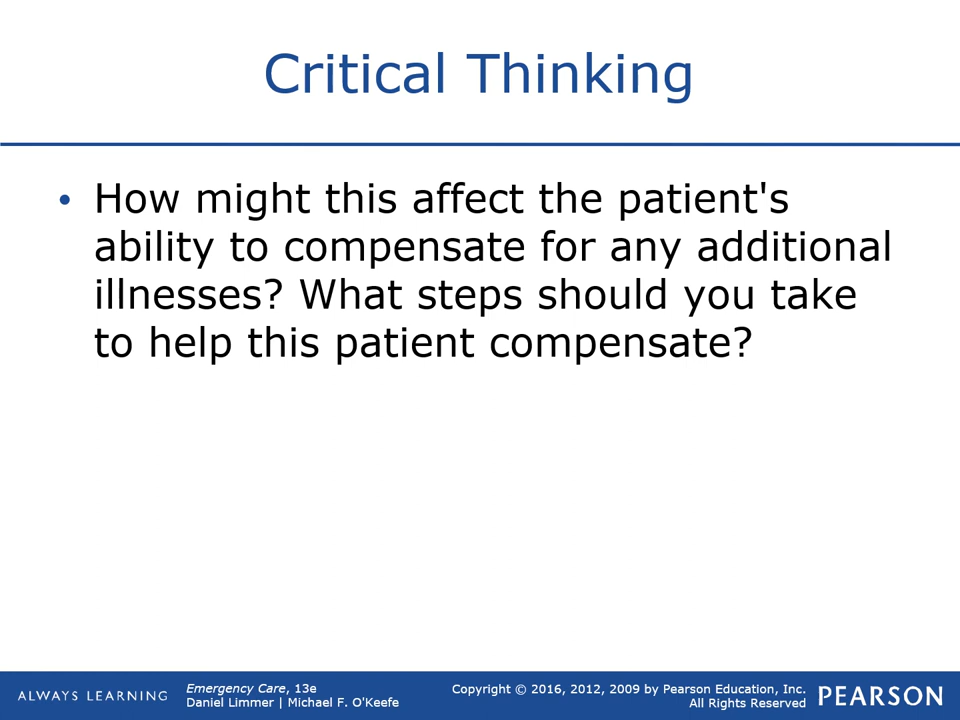 Critical Thinking
• How might this affect the patient's
ability to compensate for any additional
illnesses? What steps should you take
to help this patient compensate?
ALWAYS LEARNING
Emergency Care, 13e
Daniel Limmer | Michael F. O'Keefe
Copyright © 2016, 2012, 2009 by Pearson Education, Inc.
All Rights Reserved
PEARSON